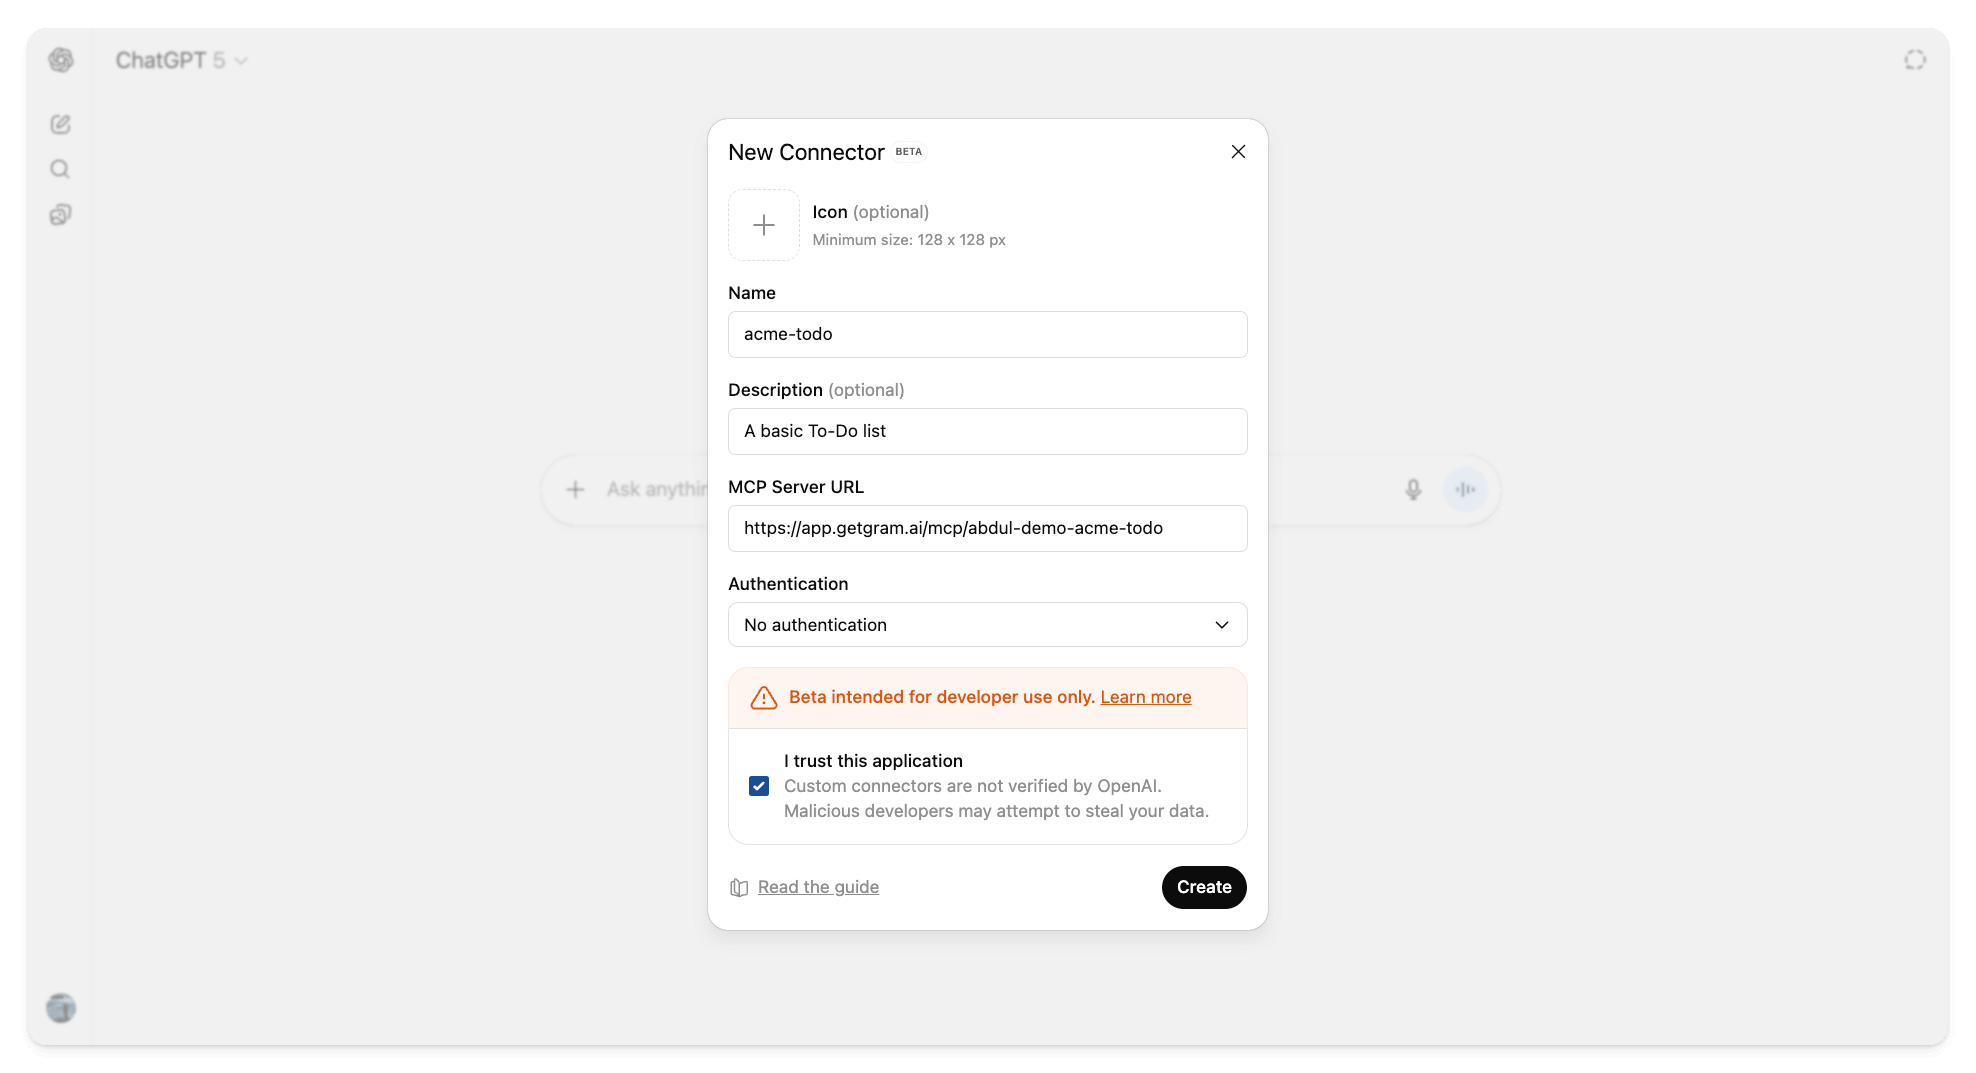 ChatGPT 5
New Connector BETA
Icon (optional)
Minimum size: 128 x 128 px
Name
acme-todo
Description (optional)
A basic To-Do list
Ask anythin
MCP Server URL
https://app.getgram.ai/mcp/abdul-demo-acme-todo
Authentication
No authentication
Beta intended for developer use only. Learn more
I trust this application
Custom connectors are not verified by OpenAI.
Malicious developers may attempt to steal your data.
Read the guide
Create